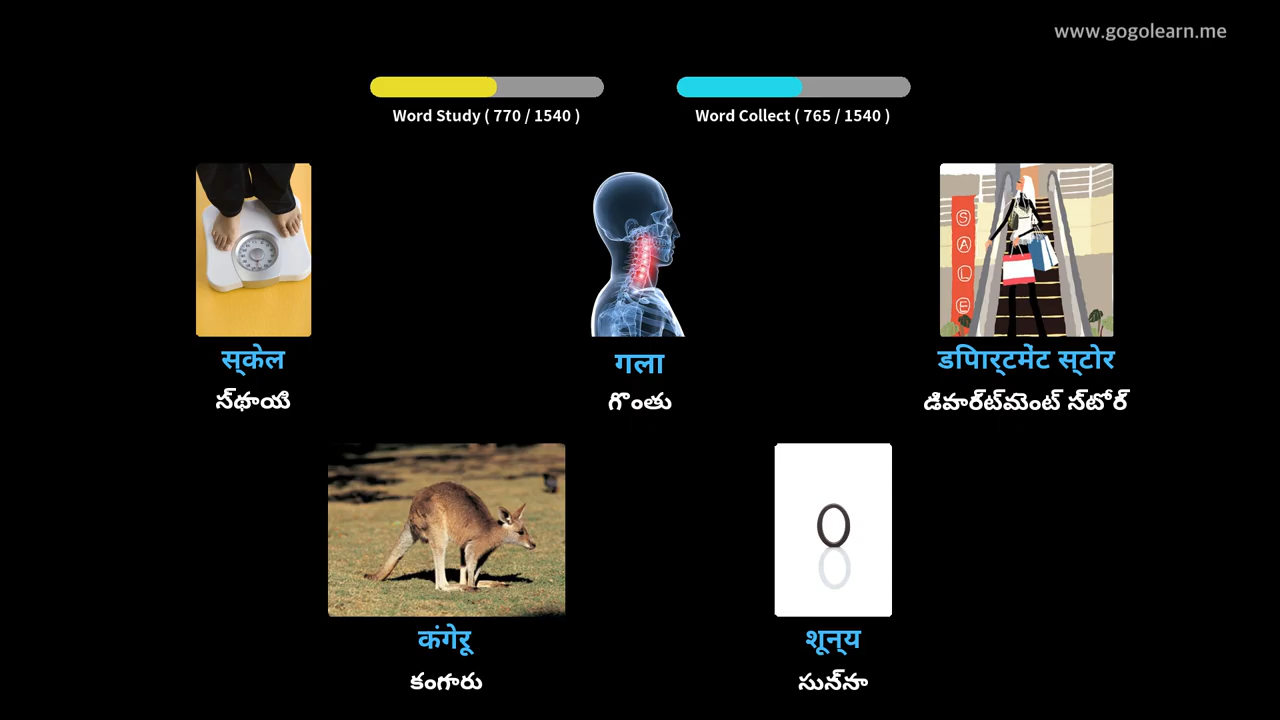 www.gogolearn.me
Word Study ( 770 / 1540 )
Word Collect ( 765 / 1540 )
S
A
L
E
स्केल
गला
डिपार्टमेंट स्टोर
స్థాయి
గొంతు
డిపార్ట్‌మెంట్ స్టోర్
कंगेरू
शून्य
కంగారు
సున్నా